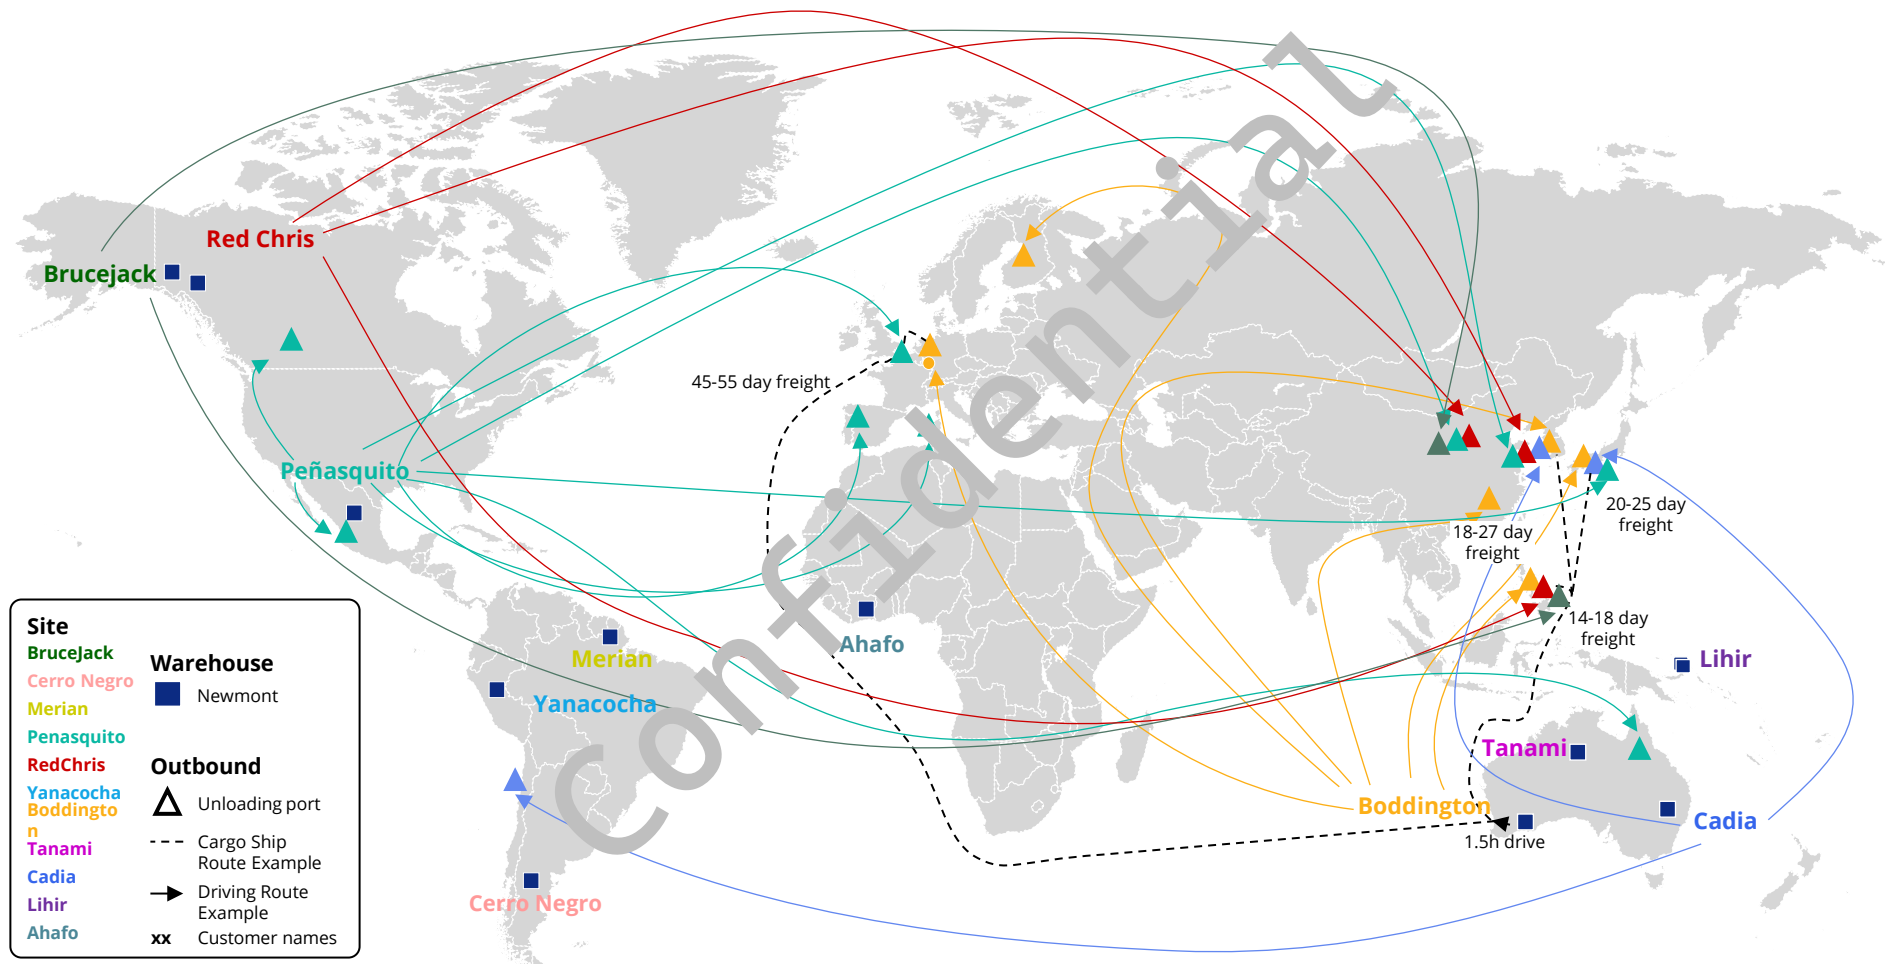 Red Chris
Brucejack
45-55 day freight
Peñasquito
20-25 day
freight
18-27 day
freight
14-18 day
freight
Ahafo
Merian
Lihir
Yanacocha
Tanami
Boddington
Cadia
1.5h drive
Cerro Negro
Confidential
Site
BruceJack
Cerro Negro
Merian
Penasquito
RedChris
Yanacocha
Boddingto
n
Tanami
Cadia
Lihir
Ahafo
Warehouse
Newmont
Outbound
Unloading port
Cargo Ship
Route Example
Driving Route
Example
xx Customer names